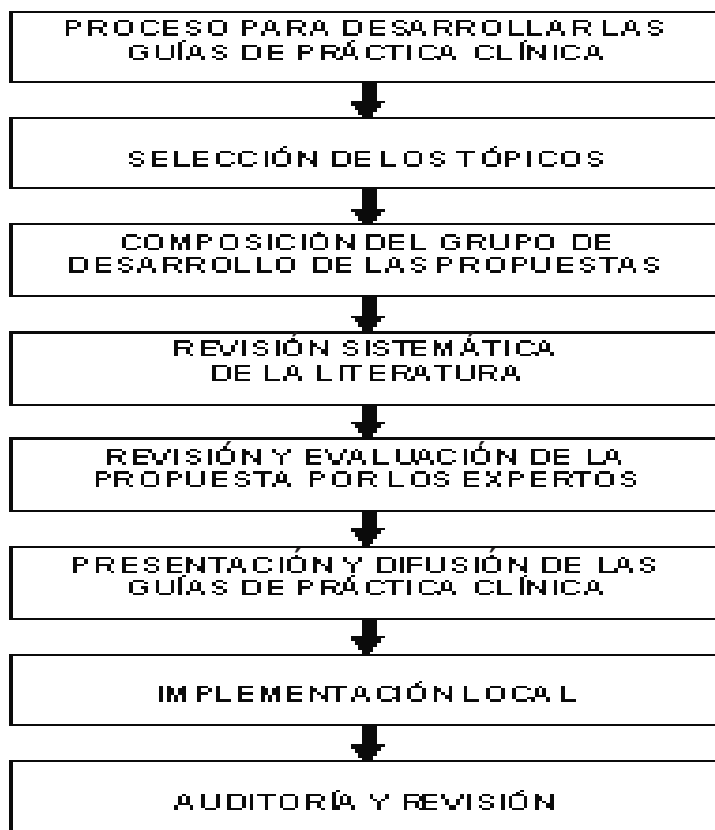 PROCESO PARA DESARROLLAR LAS
GUÍAS DE PRÁCTICA CLÍNICA
SELECCIÓN DE LOS TÓPICOS
COMPOSICIÓN DEL GRUPO DE
DESARROLLO DE LAS PROPUESTAS
REVISIÓN SISTEMÁTICA
DE LA LITERATURA
REVISIÓN Y EVALUACIÓN DE LA
PROPUESTA POR LOS EXPERTOS
PRESENTACIÓN Y DIFUSIÓN DE LAS
GUÍAS DE PRÁCTICA CLÍNICA
IMPLEMENTACIÓN LOCAL
AUDITORÍA Y REVISIÓN